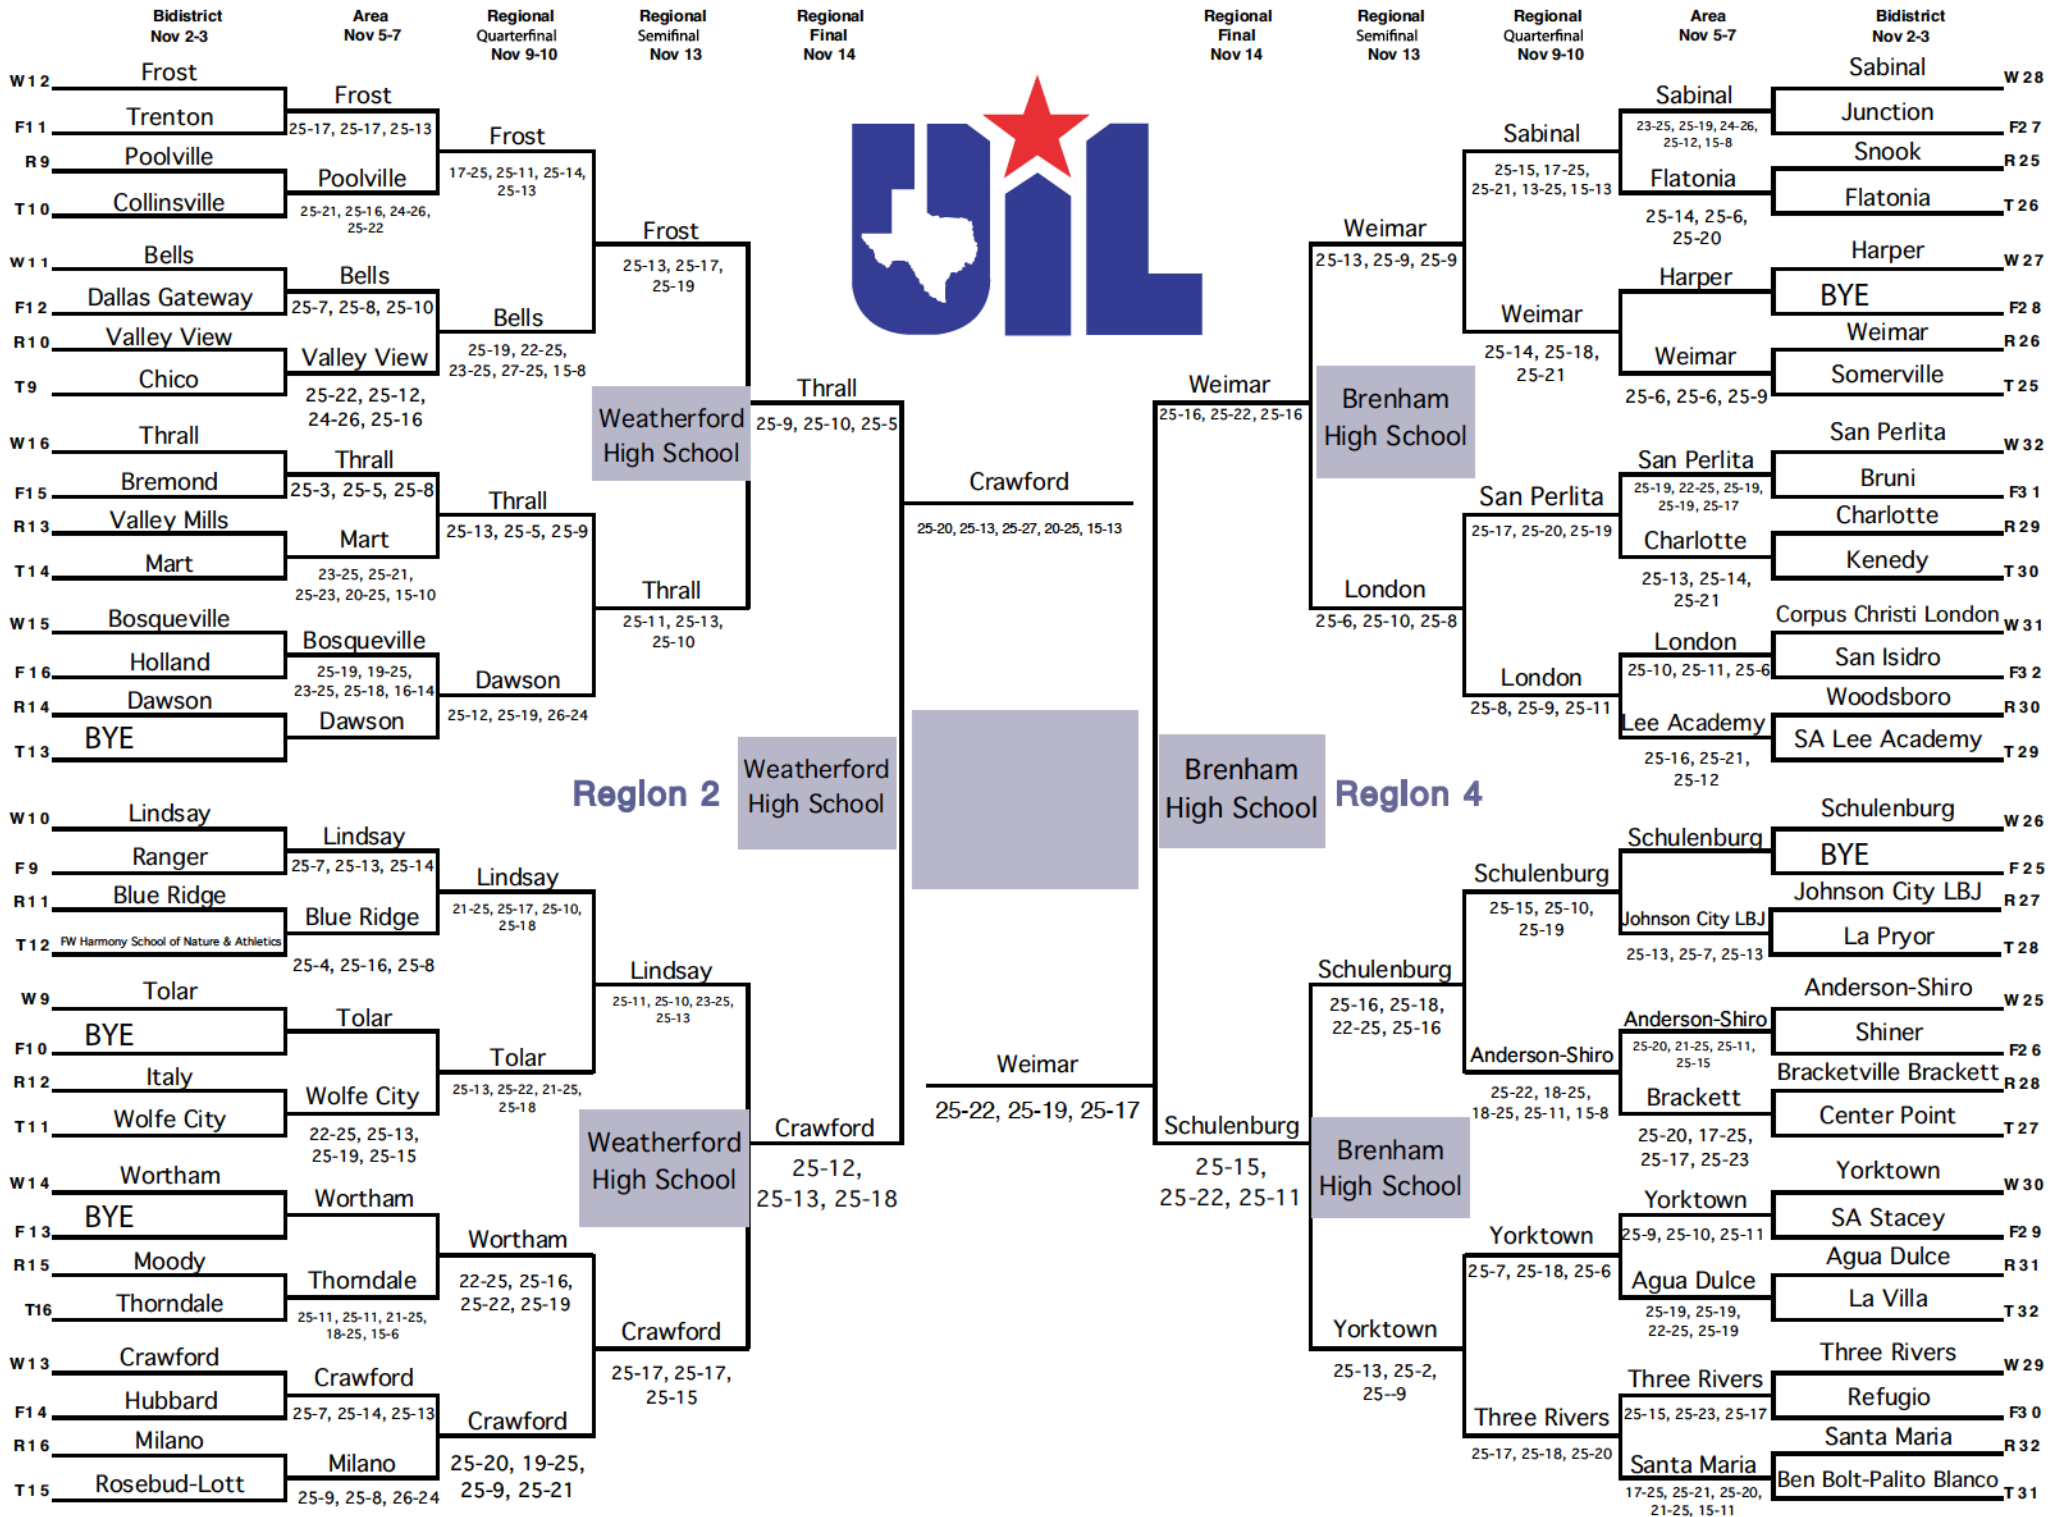 Bidistrict
Nov 2-3
Area
Nov 5-7
Regional
Quarterfinal
Nov 9-10
Regional
Semifinal
Nov 13
Regional
Final
Nov 14
Regional
Final
Nov 14
Regional
Semifinal
Nov 13
Regional
Quarterfinal
Nov 9-10
Area
Nov 5-7
Bidistrict
Nov 2-3
UIL
W12 Frost
F11 Trenton
R9 Poolville
T10 Collinsville
W11 Bells
F12 Dallas Gateway
R10 Valley View
T9 Chico
W16 Thrall
F15 Bremond
R13 Valley Mills
T14 Mart
W15 Bosqueville
F16 Holland
R14 Dawson
T13 BYE
W10 Lindsay
F9 Ranger
R11 Blue Ridge
T12 FW Harmony School of Nature & Athletics
W9 Tolar
F10 BYE
R12 Italy
T11 Wolfe City
W14 Wortham
F13 BYE
R15 Moody
T16 Thorndale
W13 Crawford
F14 Hubbard
R16 Milano
T15 Rosebud-Lott
Frost
25-17, 25-17, 25-13
Poolville
25-21, 25-16, 24-26,
25-22
Bells
25-7, 25-8, 25-10
Valley View
25-22, 25-12,
24-26, 25-16
Thrall
25-3, 25-5, 25-8
Mart
23-25, 25-21,
25-23, 20-25, 15-10
Bosqueville
25-19, 19-25,
23-25, 25-18, 16-14
Dawson
Lindsay
25-7, 25-13, 25-14
Blue Ridge
25-4, 25-16, 25-8
Tolar
Wolfe City
22-25, 25-13,
25-19, 25-15
Wortham
Thorndale
25-11, 25-11, 21-25,
18-25, 15-6
Crawford
25-7, 25-14, 25-13
Milano
25-9, 25-8, 26-24
Frost
17-25, 25-11, 25-14,
25-13
Bells
25-19, 22-25,
23-25, 27-25, 15-8
Thrall
25-13, 25-5, 25-9
Dawson
25-12, 25-19, 26-24
Lindsay
21-25, 25-17, 25-10,
25-18
Tolar
25-13, 25-22, 21-25,
25-18
Wortham
22-25, 25-16,
25-22, 25-19
Crawford
25-20, 19-25,
25-9, 25-21
Frost
25-13, 25-17,
25-19
Weatherford
High School
Thrall
25-11, 25-13,
25-10
Region 2
Lindsay
25-11, 25-10, 23-25,
25-13
Weatherford
High School
Crawford
25-17, 25-17,
25-15
Thrall
25-9, 25-10, 25-5
Weatherford
High School
Crawford
25-12,
25-13, 25-18
Crawford
25-20, 25-13, 25-27, 20-25, 15-13
Weimar
25-22, 25-19, 25-17
Weimar
25-16, 25-22, 25-16
Brenham
High School
Schulenburg
25-15,
25-22, 25-11
Weimar
25-13, 25-9, 25-9
Brenham
High School
London
25-6, 25-10, 25-8
Region 4
Schulenburg
25-16, 25-18,
22-25, 25-16
Brenham
High School
Yorktown
25-13, 25-2,
25--9
Sabinal
25-15, 17-25,
25-21, 13-25, 15-13
Weimar
25-14, 25-18,
25-21
San Perlita
25-17, 25-20, 25-19
London
25-8, 25-9, 25-11
Schulenburg
25-15, 25-10,
25-19
Anderson-Shiro
25-22, 18-25,
18-25, 25-11, 15-8
Yorktown
25-7, 25-18, 25-6
Three Rivers
25-17, 25-18, 25-20
Sabinal
23-25, 25-19, 24-26,
25-12, 15-8
Flatonia
25-14, 25-6,
25-20
Harper
Weimar
25-6, 25-6, 25-9
San Perlita
25-19, 22-25, 25-19,
25-19, 25-17
Charlotte
25-13, 25-14,
25-21
London
25-10, 25-11, 25-6
Lee Academy
25-16, 25-21,
25-12
Schulenburg
Johnson City LBJ
25-13, 25-7, 25-13
Anderson-Shiro
25-20, 21-25, 25-11,
25-15
Brackett
25-20, 17-25,
25-17, 25-23
Yorktown
25-9, 25-10, 25-11
Agua Dulce
25-19, 25-19,
22-25, 25-19
Three Rivers
25-15, 25-23, 25-17
Santa Maria
17-25, 25-21, 25-20,
21-25, 15-11
Sabinal W28
Junction F27
Snook R25
Flatonia T26
Harper W27
BYE F28
Weimar R26
Somerville T25
San Perlita W32
Bruni F31
Charlotte R29
Kenedy T30
Corpus Christi London W31
San Isidro F32
Woodsboro R30
SA Lee Academy T29
Schulenburg W26
BYE F25
Johnson City LBJ R27
La Pryor T28
Anderson-Shiro W25
Shiner F26
Bracketville Brackett R28
Center Point T27
Yorktown W30
SA Stacey F29
Agua Dulce R31
La Villa T32
Three Rivers W29
Refugio F30
Santa Maria R32
Ben Bolt-Palito Blanco T31